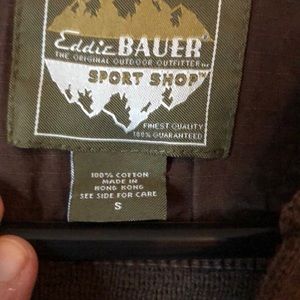 Eddie BAUER
THE ORIGINAL OUTDOOR OUTFITTER
SPORT SHOP™
FINEST QUALITY
100% GUARANTEED
100% COTTON
MADE IN
HONG KONG
SEE SIDE FOR CARE
S